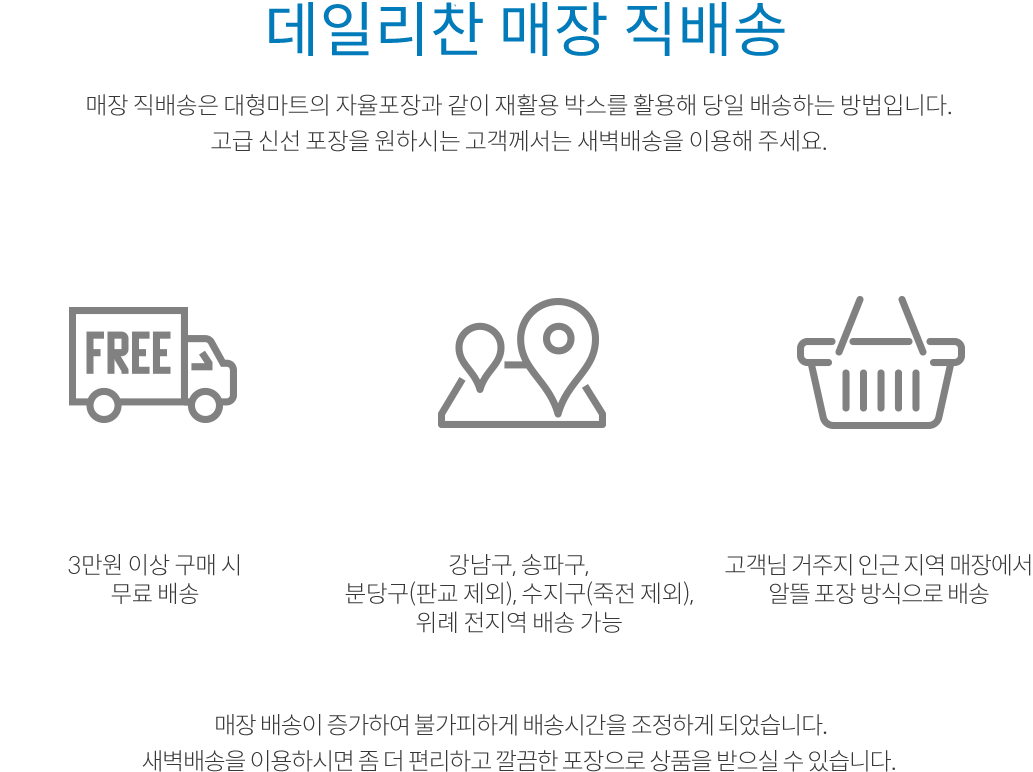 데일리찬 매장 직배송
매장 직배송은 대형마트의 자율포장과 같이 재활용 박스를 활용해 당일 배송하는 방법입니다.
고급 신선 포장을 원하시는 고객께서는 새벽배송을 이용해 주세요.
FREE
3만원 이상 구매 시
무료 배송
강남구, 송파구,
분당구(판교 제외), 수지구(죽전 제외),
위례 전지역 배송 가능
고객님 거주지 인근 지역 매장에서
알뜰 포장 방식으로 배송
매장 배송이 증가하여 불가피하게 배송시간을 조정하게 되었습니다.
새벽배송을 이용하시면 좀 더 편리하고 깔끔한 포장으로 상품을 받으실 수 있습니다.